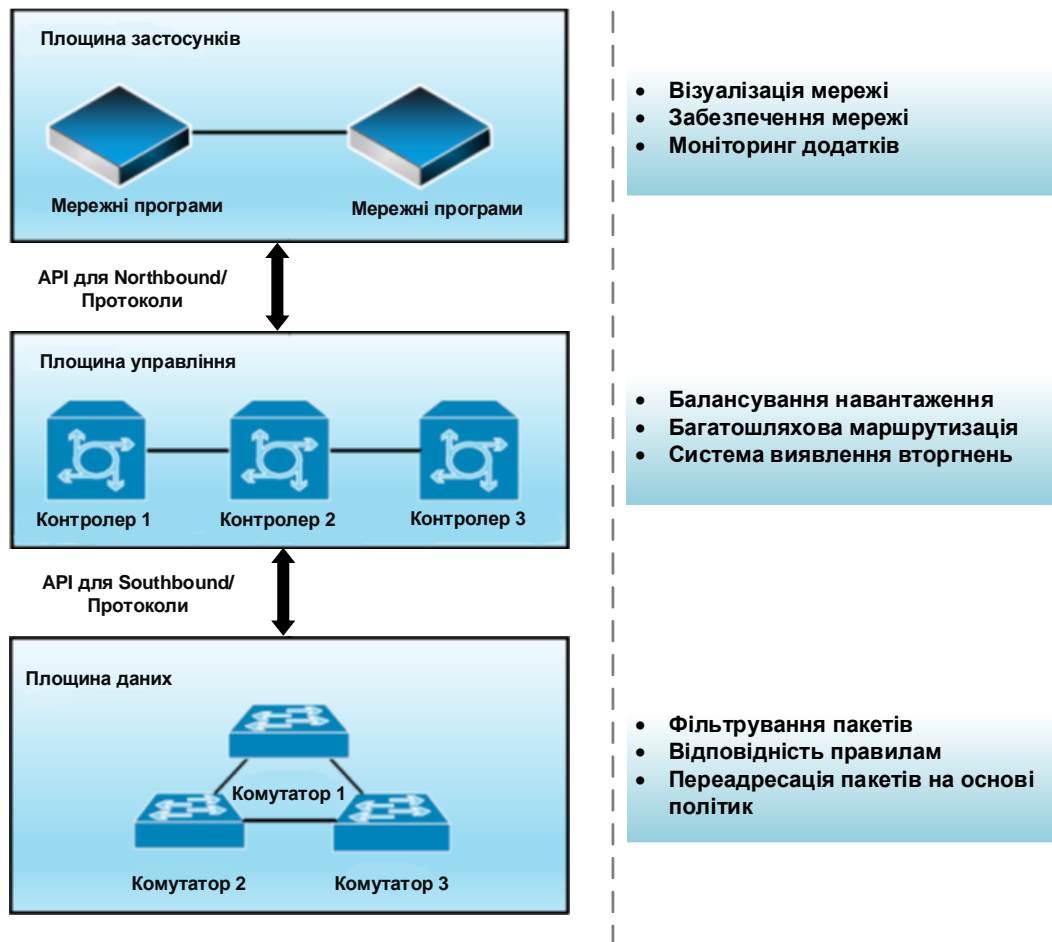 Площина застосунків
Мережні програми
Мережні програми
• Візуалізація мережі
• Забезпечення мережі
• Моніторинг додатків
API для Northbound/
Протоколи
Площина управління
Контролер 1
Контролер 2
Контролер 3
• Балансування навантаження
• Багатошляхова маршрутизація
• Система виявлення вторгнень
API для Southbound/
Протоколи
Площина даних
Комутатор 1
Комутатор 2
Комутатор 3
• Фільтрування пакетів
• Відповідність правилам
• Переадресація пакетів на основі
політик